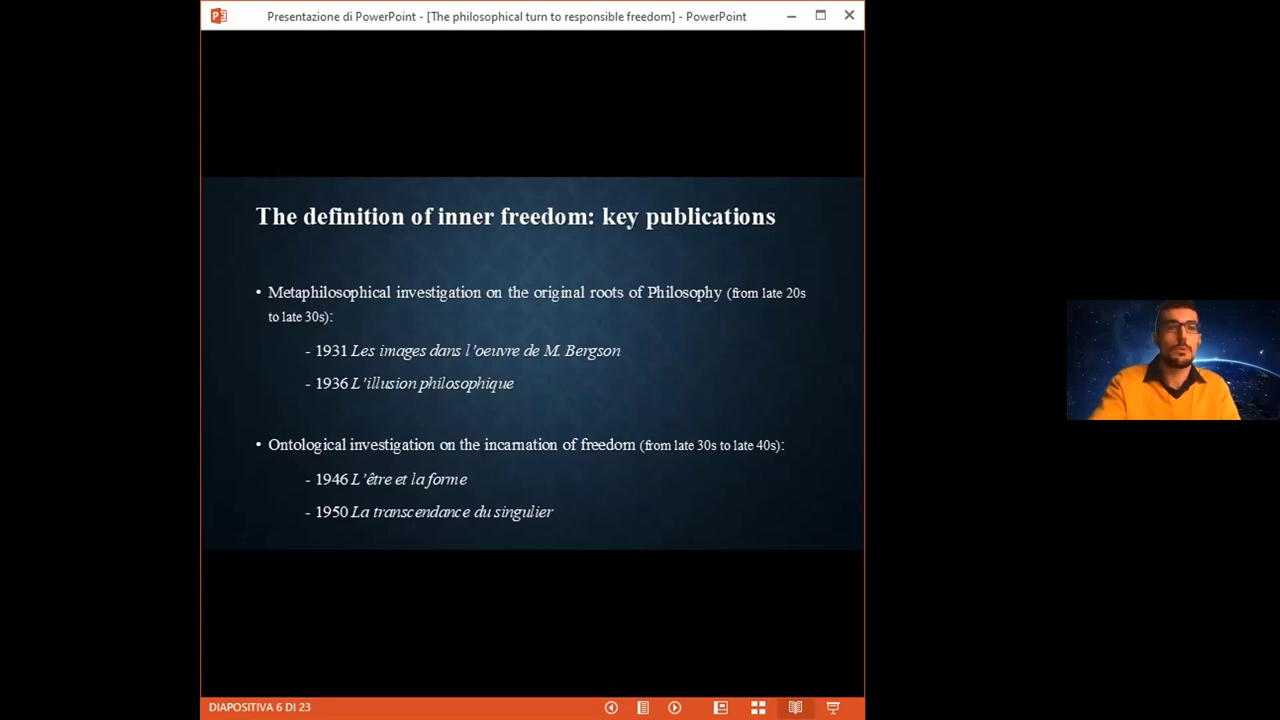 Presentazione di PowerPoint - [The philosophical turn to responsible freedom] - PowerPoint
The definition of inner freedom: key publications
• Metaphilosophical investigation on the original roots of Philosophy (from late 20s
to late 30s):
- 1931 Les images dans l’oeuvre de M. Bergson
- 1936 L’illusion philosophique
• Ontological investigation on the incarnation of freedom (from late 30s to late 40s):
- 1946 L’être et la forme
- 1950 La transcendance du singulier
DIAPOSITIVA 6 DI 23